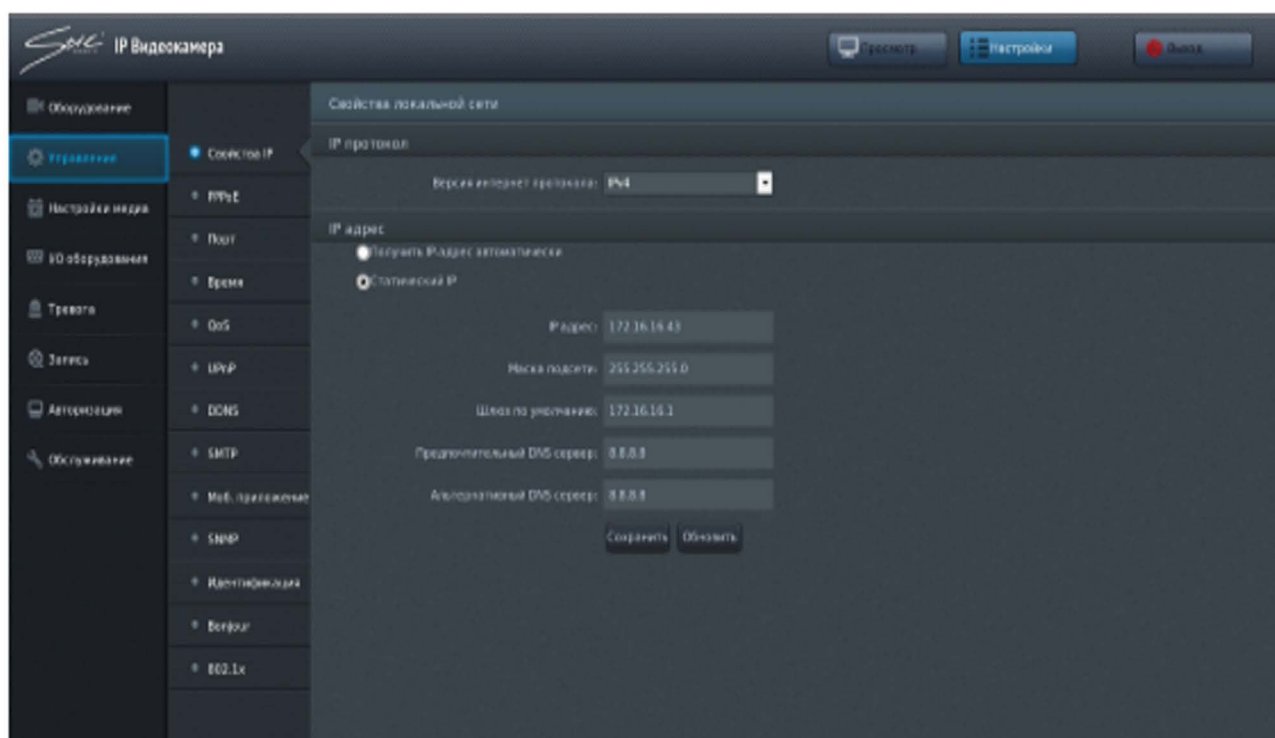 IP Видеокамера
Просмотр
Настройки
Выход
Оборудование
Управление
Настройки медиа
I/O оборудования
Тревога
Запись
Авторизация
Обслуживание
Свойства IP
PPPoE
Порт
Время
QoS
UPnP
DDNS
SMTP
Моб. приложение
SNMP
Идентификация
Bonjour
802.1x
Свойства локальной сети
IP протокол
Версия интернет протокола: IPv4
IP адрес
Получить IP адрес автоматически
Статический IP
IP адрес: 172.16.16.43
Маска подсети: 255.255.255.0
Шлюз по умолчанию: 172.16.16.1
Предпочтительный DNS сервер: 8.8.8.8
Альтернативный DNS сервер: 8.8.8.8
Сохранить Обновить